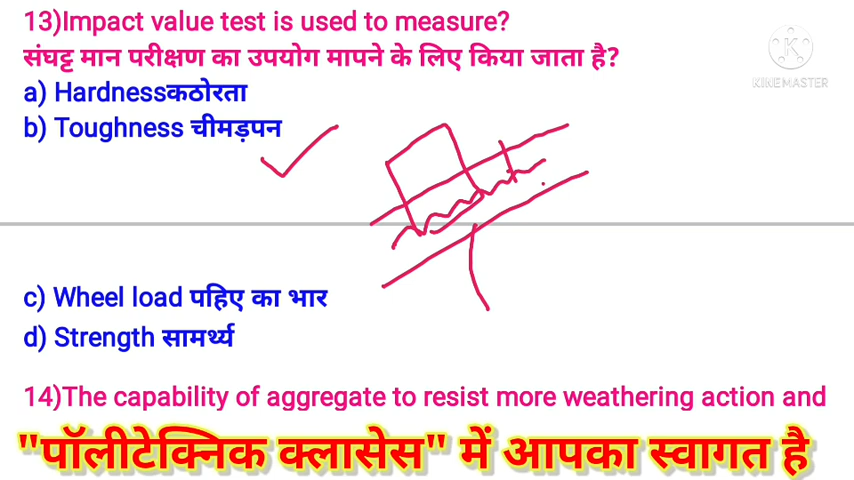 13)Impact value test is used to measure?
संघट्ट मान परीक्षण का उपयोग मापने के लिए किया जाता है?
a) Hardnessकठोरता
b) Toughness चीमड़पन
c) Wheel load पहिए का भार
d) Strength सामर्थ्य
14)The capability of aggregate to resist more weathering action and
"पॉलीटेक्निक क्लासेस" में आपका स्वागत है
K
KINEMASTER